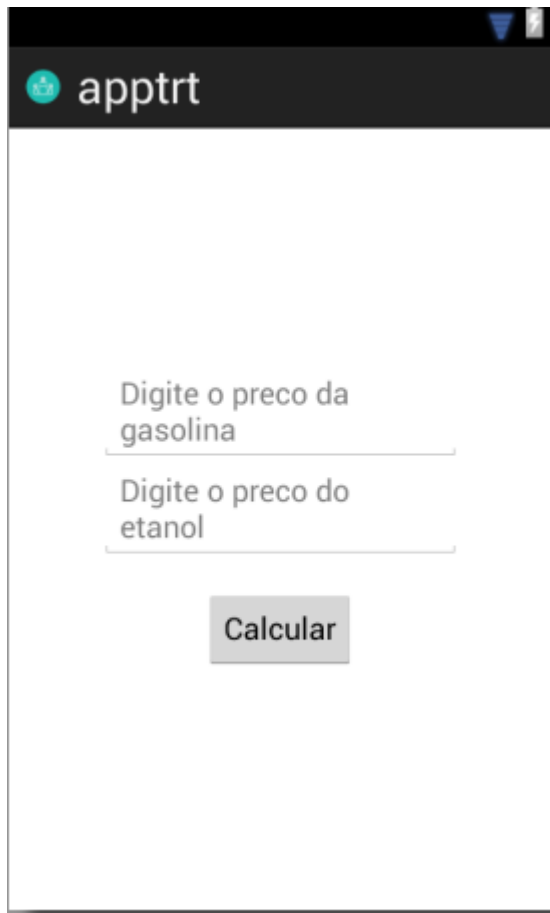 apptrt
Digite o preco da
gasolina
Digite o preco do
etanol
Calcular